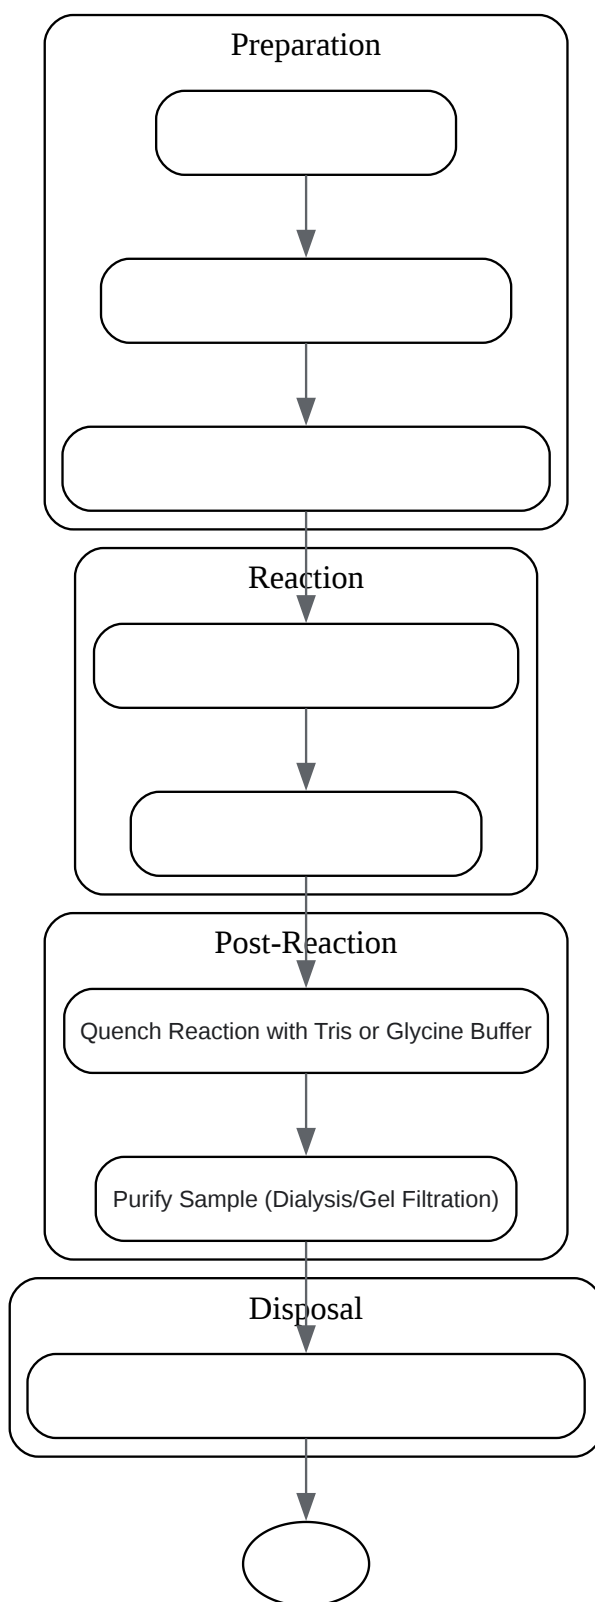 Preparation
Reaction
Post-Reaction
Quench Reaction with Tris or Glycine Buffer
Purify Sample (Dialysis/Gel Filtration)
Disposal